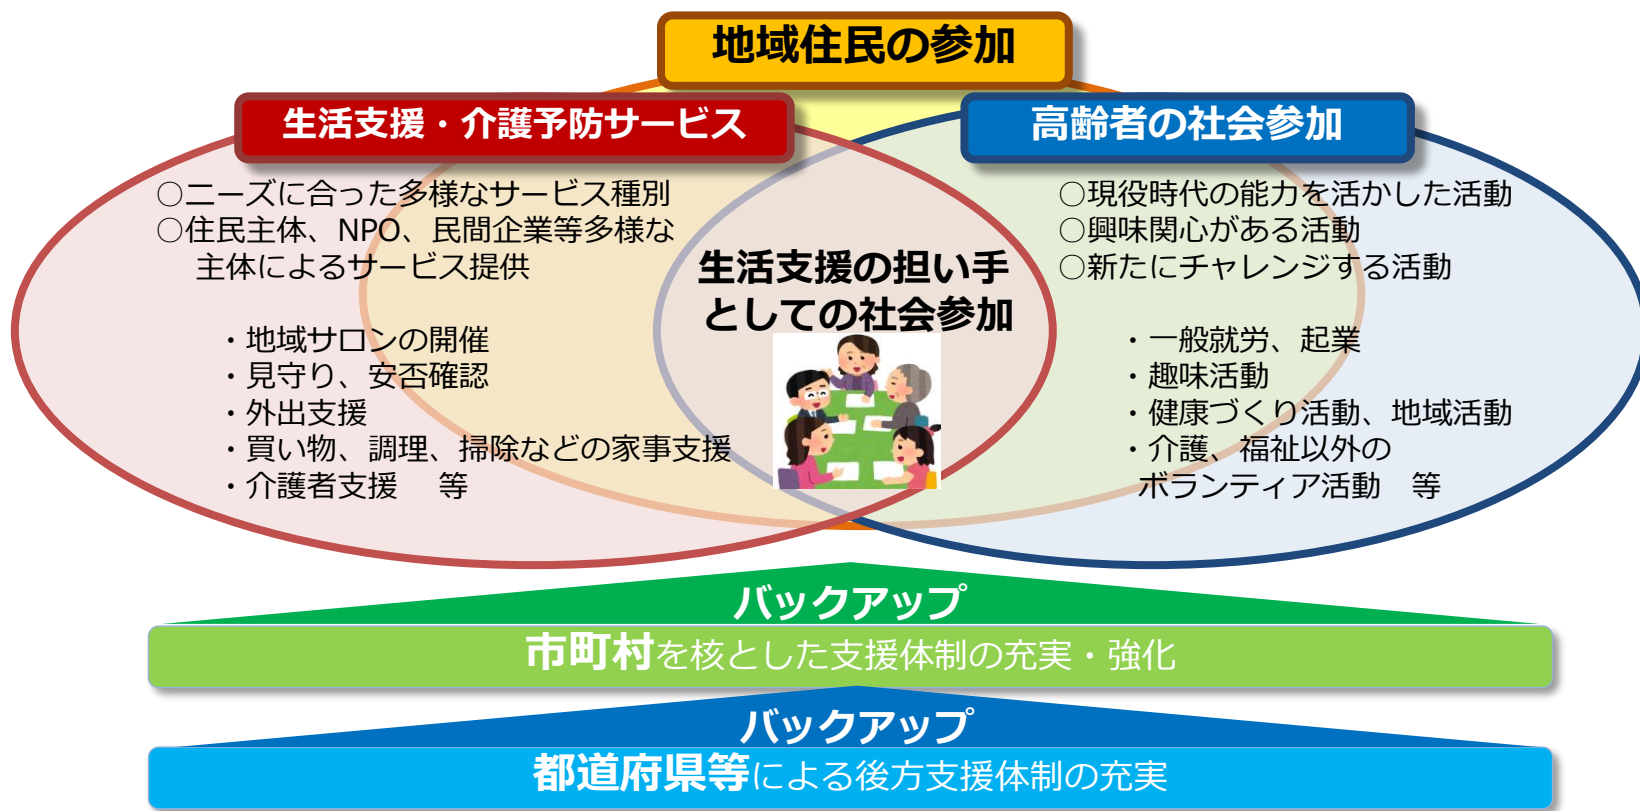 地域住民の参加
生活支援・介護予防サービス
○ニーズに合った多様なサービス種別
○住民主体、NPO、民間企業等多様な
主体によるサービス提供
・地域サロンの開催
・見守り、安否確認
・外出支援
・買い物、調理、掃除などの家事支援
・介護者支援　等
生活支援の担い手
としての社会参加
高齢者の社会参加
○現役時代の能力を活かした活動
○興味関心がある活動
○新たにチャレンジする活動
・一般就労、起業
・趣味活動
・健康づくり活動、地域活動
・介護、福祉以外の
ボランティア活動　等
バックアップ
市町村を核とした支援体制の充実・強化
バックアップ
都道府県等による後方支援体制の充実